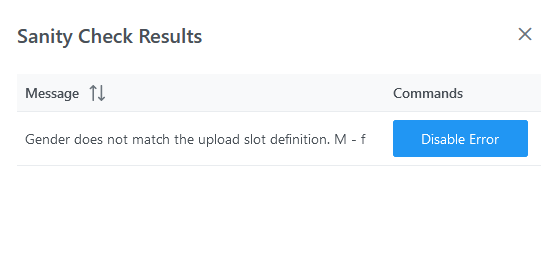 Sanity Check Results
Message Commands
Gender does not match the upload slot definition. M - f Disable Error